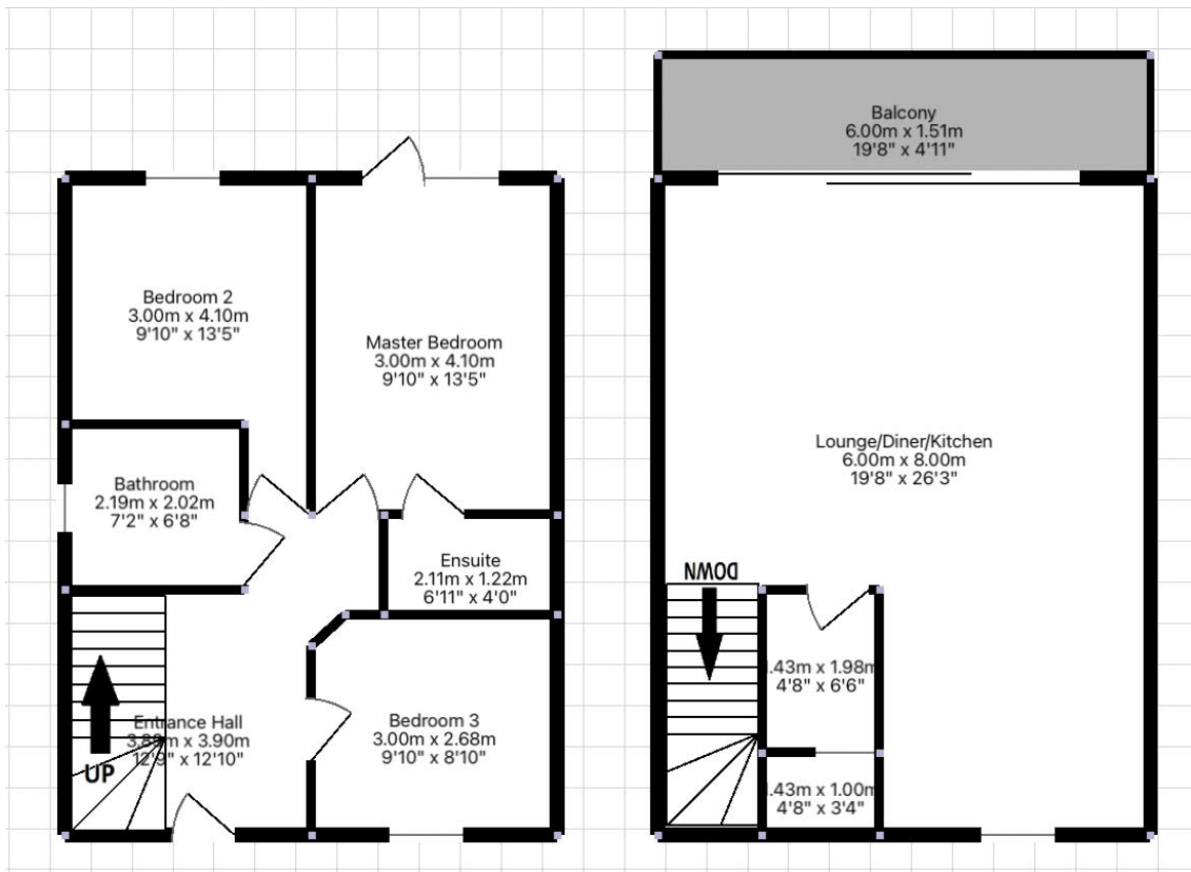 Bedroom 2
3.00m x 4.10m
9'10" x 13'5"
Master Bedroom
3.00m x 4.10m
9'10" x 13'5"
Bathroom
2.19m x 2.02m
7'2" x 6'8"
Ensuite
2.11m x 1.22m
6'11" x 4'0"
Entrance Hall
x 3.90m
12'9" x 12'10"
UP
Bedroom 3
3.00m x 2.68m
9'10" x 8'10"
Balcony
6.00m x 1.51m
19'8" x 4'11"
Lounge/Diner/Kitchen
6.00m x 8.00m
19'8" x 26'3"
DOWN
.43m x 1.98m
4'8" x 6'6"
.43m x 1.00m
4'8" x 3'4"